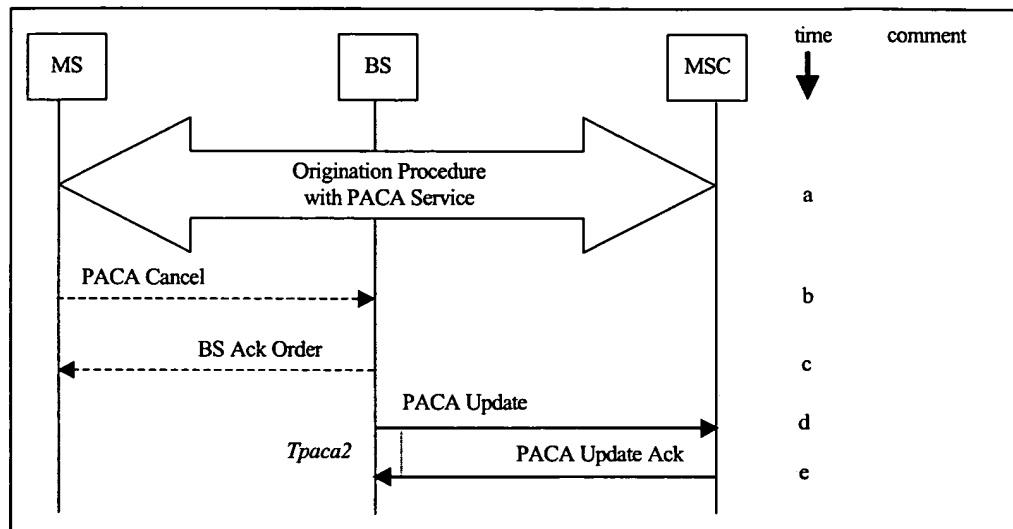 time comment
MS BS MSC
Origination Procedure
with PACA Service
a
PACA Cancel
b
BS Ack Order
c
PACA Update
d
Tpaca2
PACA Update Ack
e